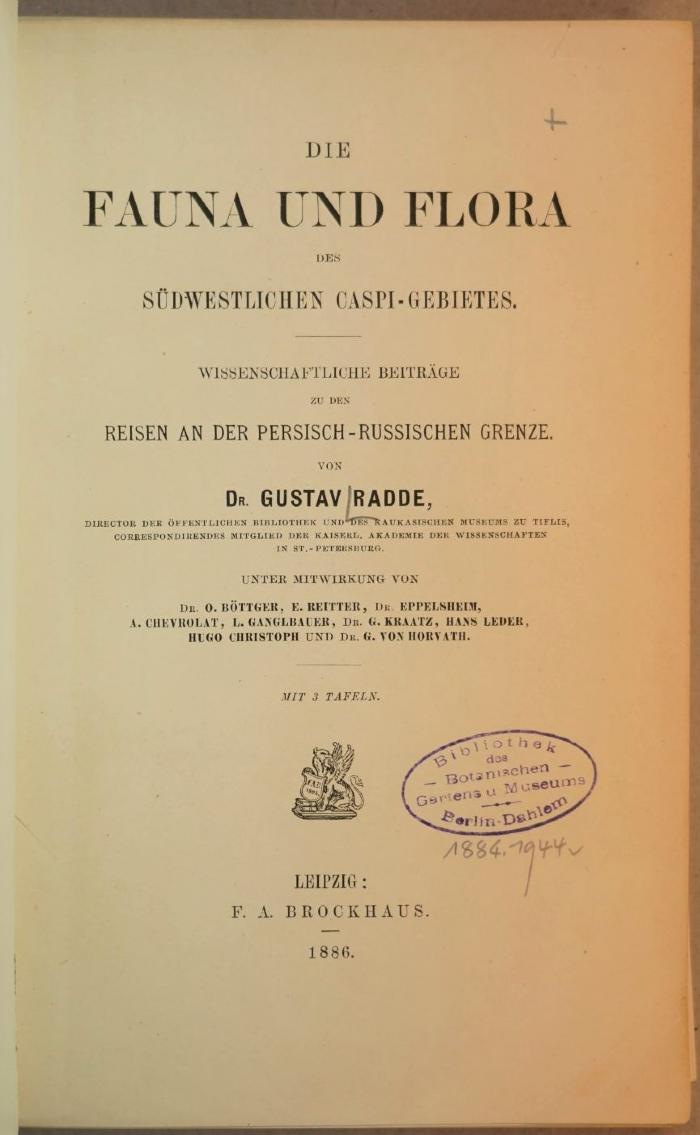 DIE
FAUNA UND FLORA
DES
SÜDWESTLICHEN CASPI-GEBIETES.
WISSENSCHAFTLICHE BEITRÄGE
ZU DEN
REISEN AN DER PERSISCH-RUSSISCHEN GRENZE.
VON
DR. GUSTAV RADDE,
DIRECTOR DER ÖFFENTLICHEN BIBLIOTHEK UND DES KAUKASISCHEN MUSEUMS ZU TIFLIS,
CORRESPONDIRENDES MITGLIED DER KAISERL. AKADEMIE DER WISSENSCHAFTEN
IN ST.-PETERSBURG.
UNTER MITWIRKUNG VON
DR. O. BÖTTGER, E. REITTER, DR. EPPELSHEIM,
A. CHEVROLAT, L. GANGLBAUER, DR. G. KRAATZ, HANS LEDER,
HUGO CHRISTOPH UND DR. G. VON HORVATH.
MIT 3 TAFELN.
Bibliothek
des
— Botanischen —
Gartens u Museums
Berlin-Dahlem
1884.1944
LEIPZIG:
F. A. BROCKHAUS.
1886.